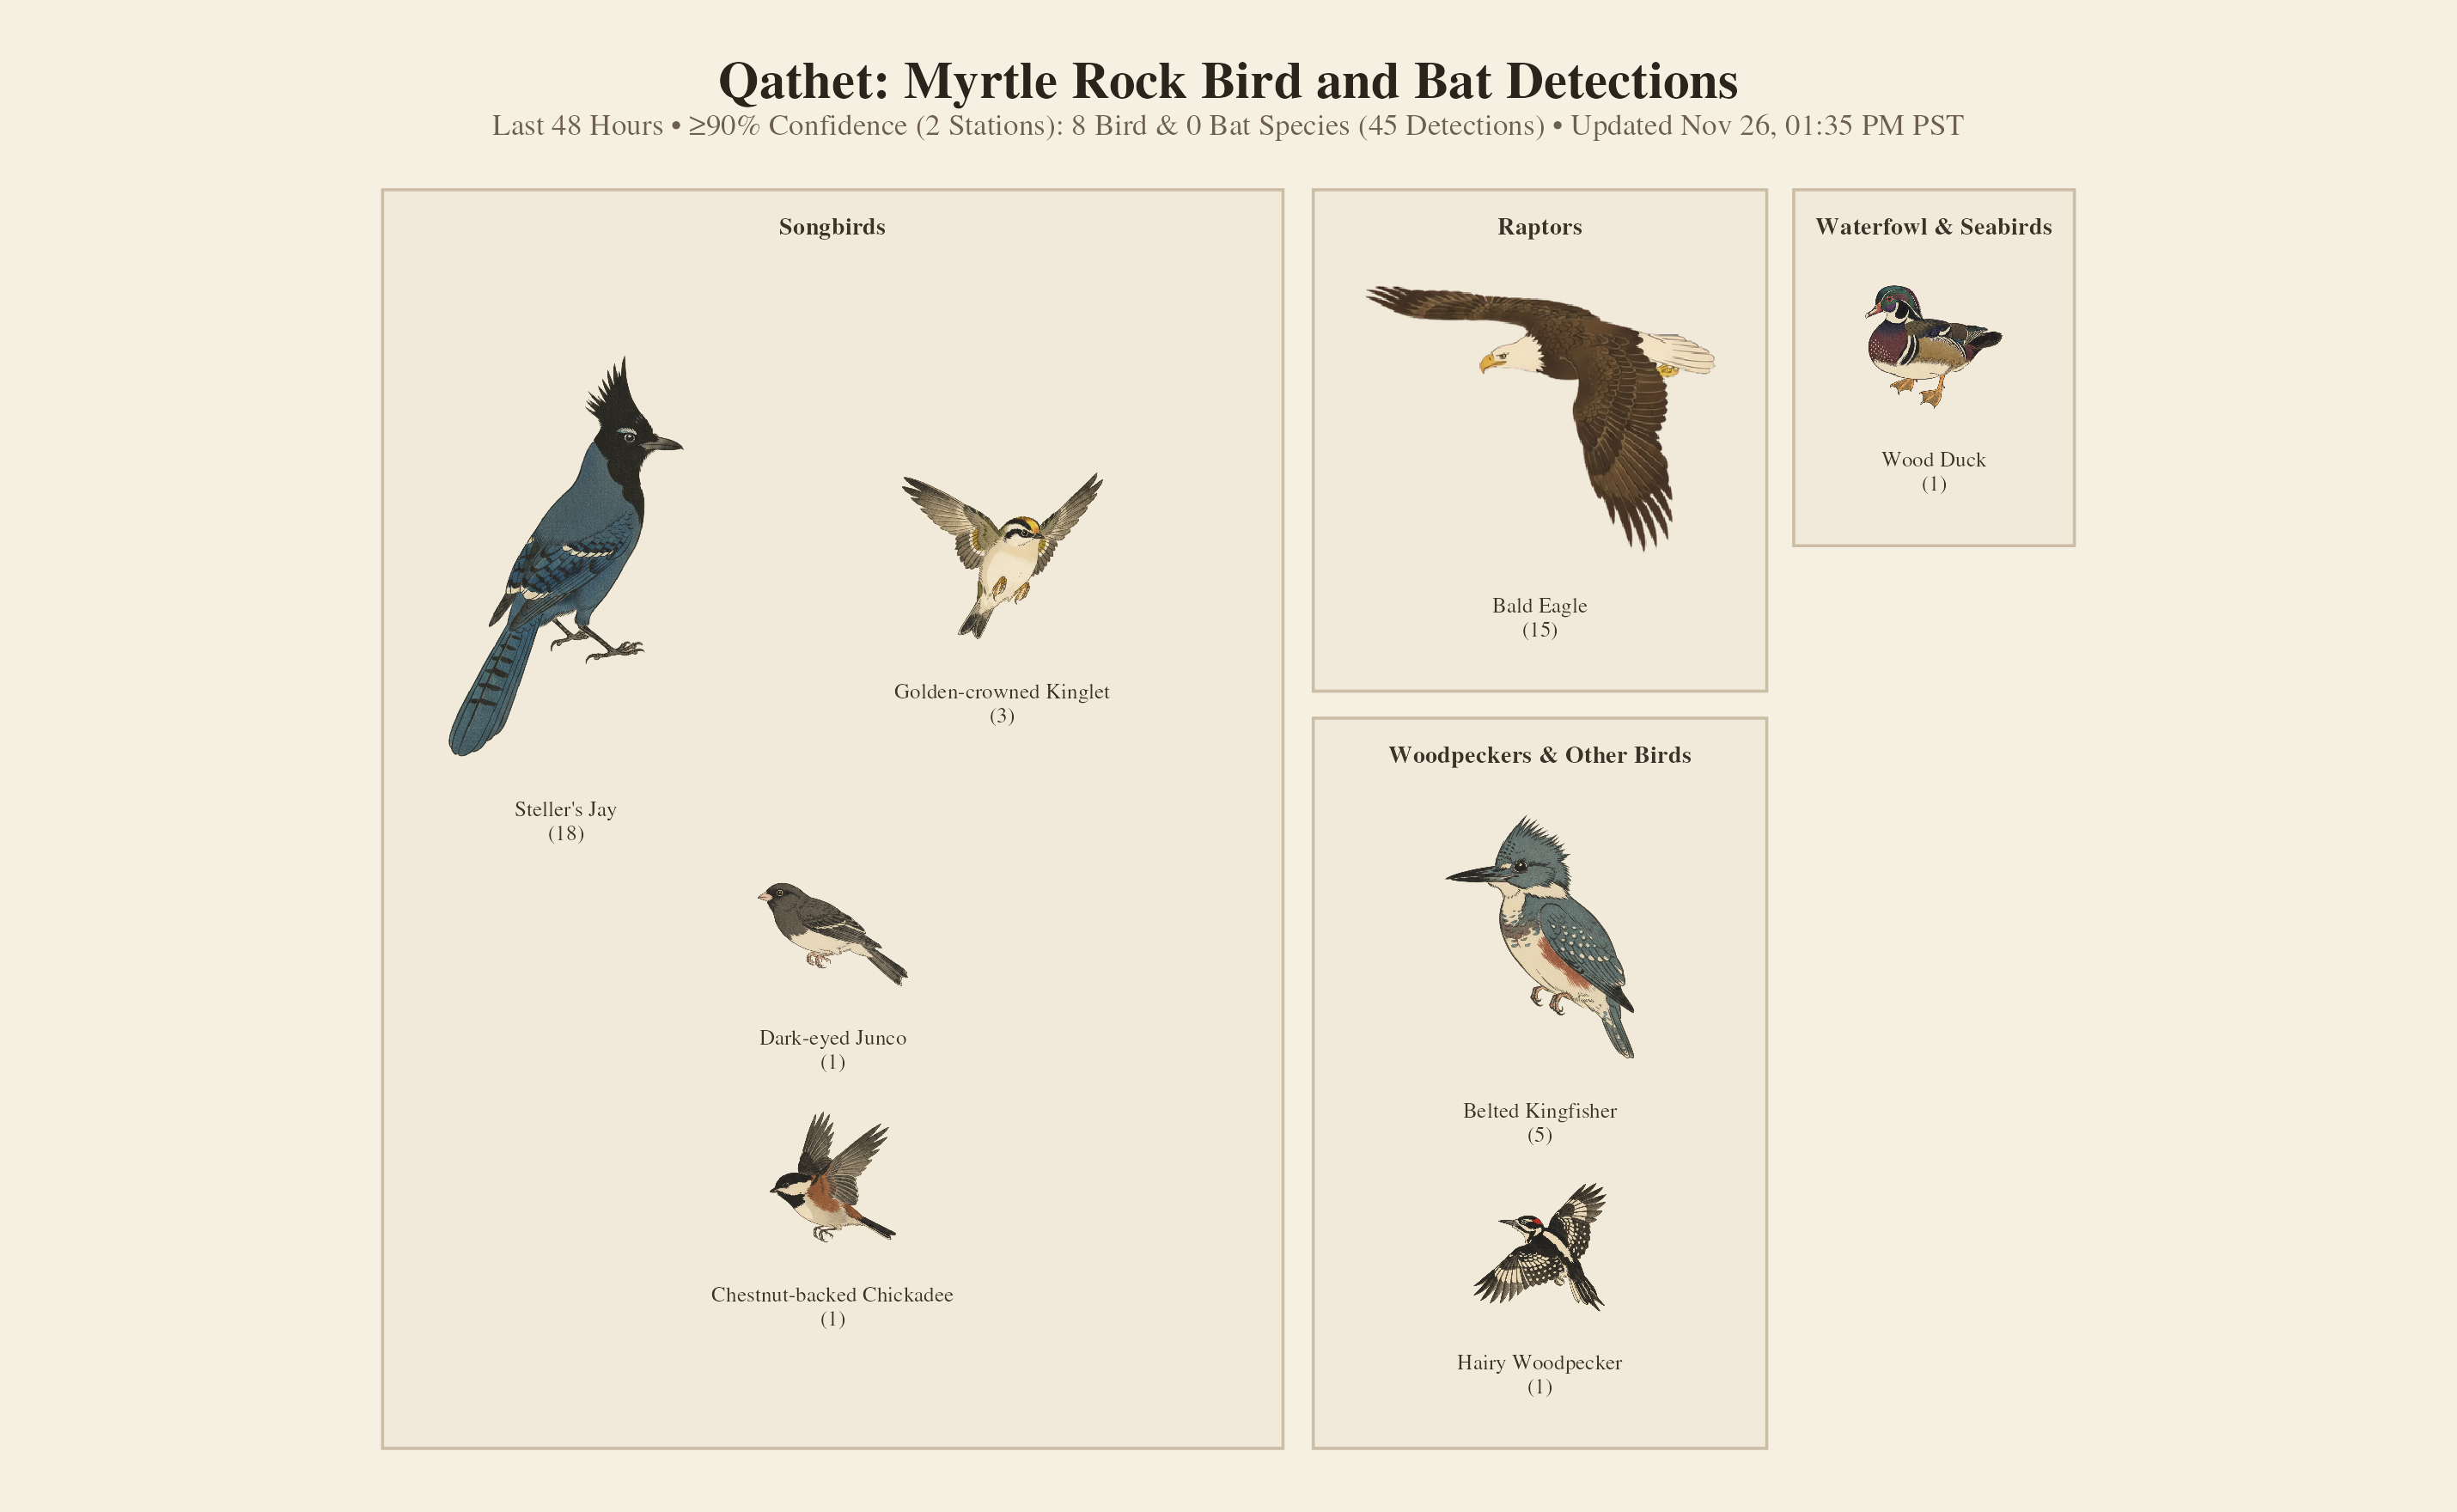 Qathet: Myrtle Rock Bird and Bat Detections
Last 48 Hours • ≥90% Confidence (2 Stations): 8 Bird & 0 Bat Species (45 Detections) • Updated Nov 26, 01:35 PM PST
Songbirds
Steller's Jay
(18)
Golden-crowned Kinglet
(3)
Dark-eyed Junco
(1)
Chestnut-backed Chickadee
(1)
Raptors
Bald Eagle
(15)
Woodpeckers & Other Birds
Belted Kingfisher
(5)
Hairy Woodpecker
(1)
Waterfowl & Seabirds
Wood Duck
(1)